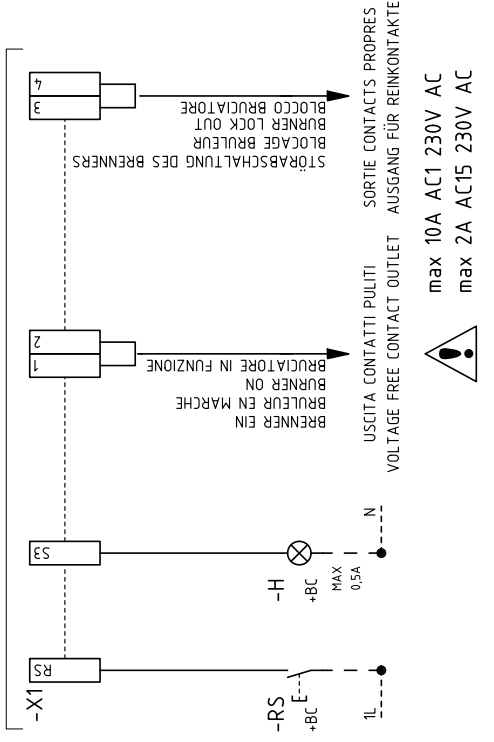 -X1
RS
S3
1
2
3
4
-RS
+BC
E
1L
-H
+BC
MAX
0,5A
N
BRENNER EIN
BRULEUR EN MARCHE
BURNER ON
BRUCIATORE IN FUNZIONE
STÖRABSCHALTUNG DES BRENNERS
BLOCAGE BRULEUR
BURNER LOCK OUT
BLOCCO BRUCIATORE
USCITA CONTATTI PULITI
VOLTAGE FREE CONTACT OUTLET
SORTIE CONTACTS PROPRES
AUSGANG FÜR REINKONTAKTE
max 10A AC1 230V AC
max 2A AC15 230V AC